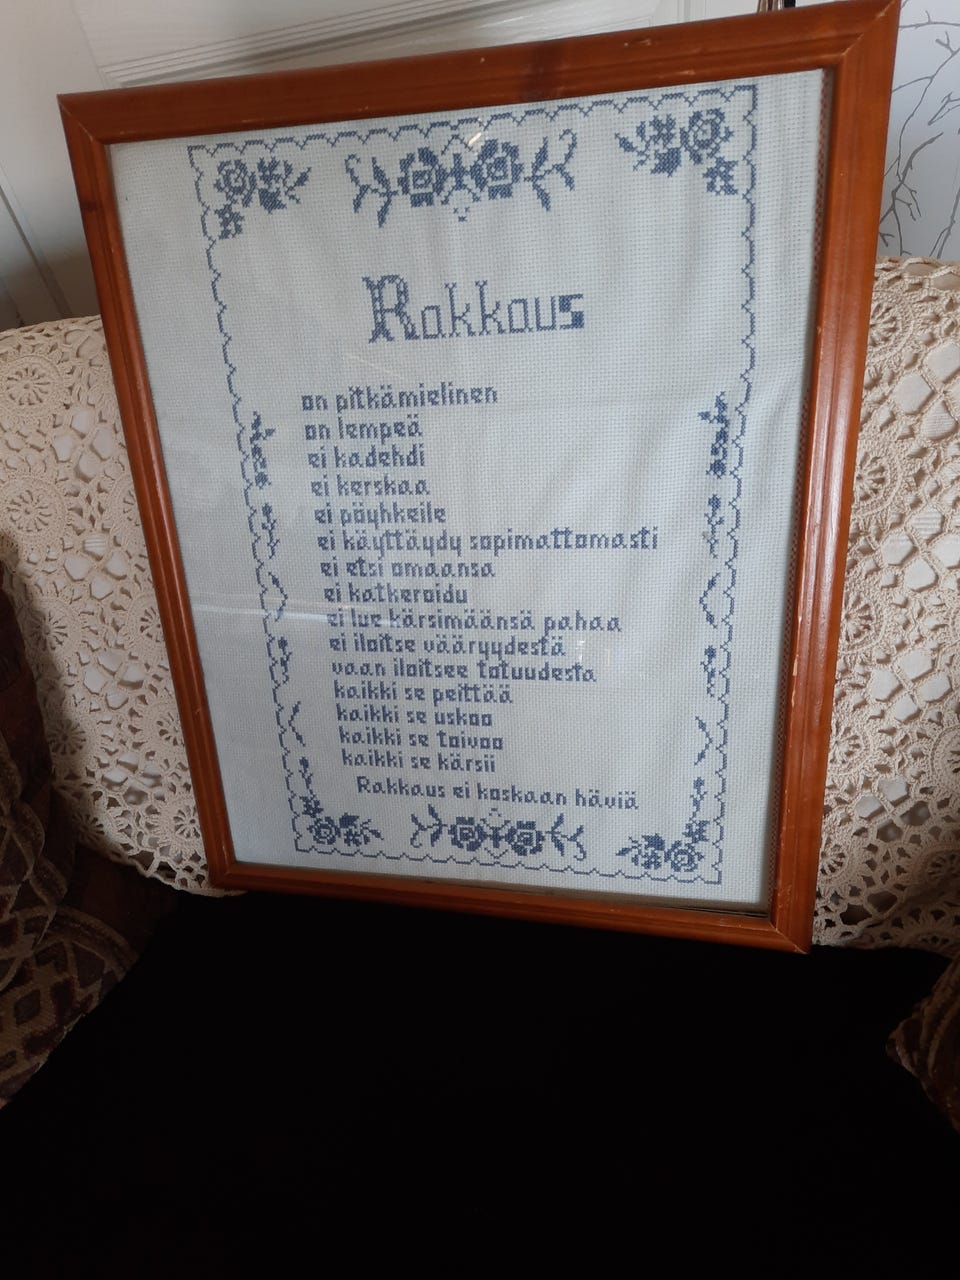 Rakkaus
on pitkämielinen
on lempeä
ei kadehdi
ei kerskaa
ei pöyhkeile
ei käyttäydy sopimattomasti
ei etsi omaansa
ei katkeroidu
ei lue kärsimäänsä pahaa
ei iloitse vääryydestä
vaan iloitsee totuudesta
kaikki se peittää
kaikki se uskoo
kaikki se toivoo
kaikki se kärsii
Rakkaus ei koskaan häviä